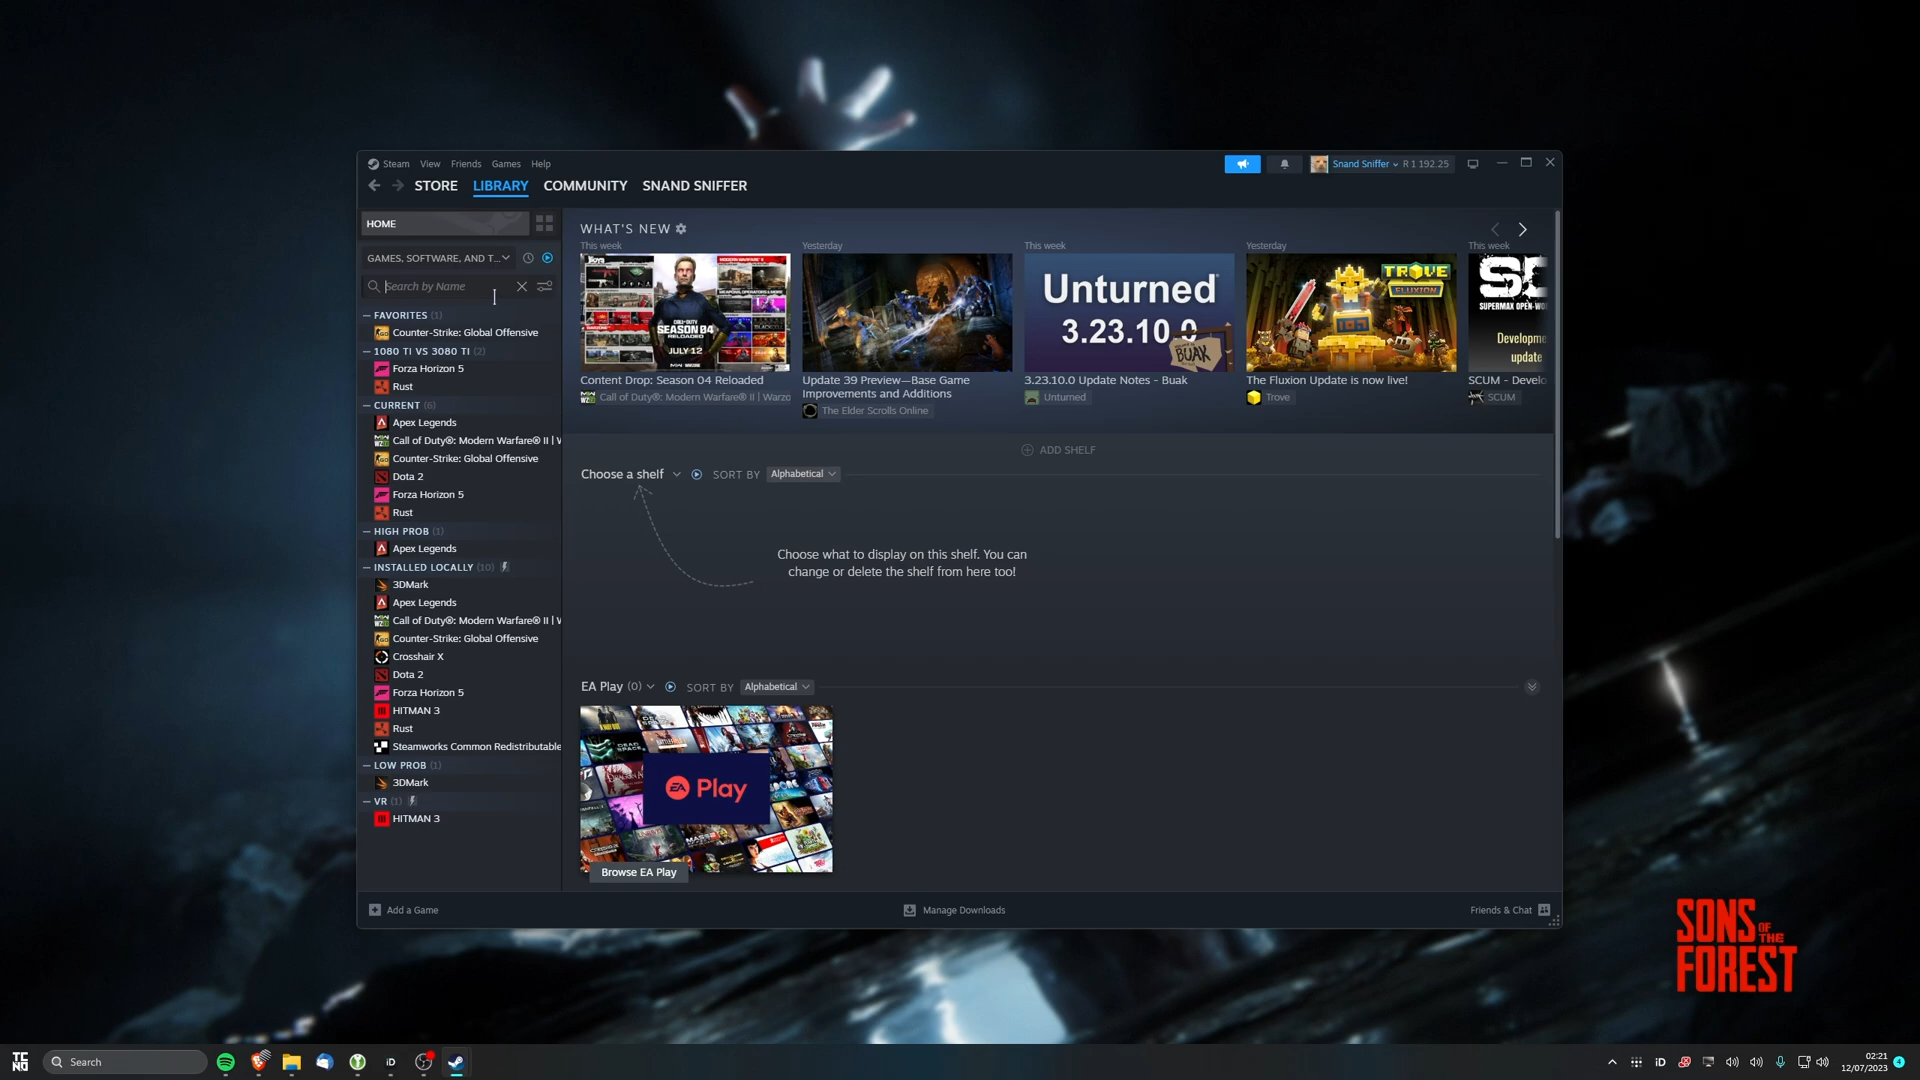 Steam View Friends Games Help
Snand Sniffer R 1 192.25
STORE LIBRARY COMMUNITY SNAND SNIFFER
HOME
GAMES, SOFTWARE, AND T...
Search by Name
FAVORITES (1)
Counter-Strike: Global Offensive
1080 TI VS 3080 TI (2)
Forza Horizon 5
Rust
CURRENT (6)
Apex Legends
Call of Duty®: Modern Warfare® II |
Counter-Strike: Global Offensive
Dota 2
Forza Horizon 5
Rust
HIGH PROB (1)
Apex Legends
INSTALLED LOCALLY (10)
3DMark
Apex Legends
Call of Duty®: Modern Warfare® II |
Counter-Strike: Global Offensive
Crosshair X
Dota 2
Forza Horizon 5
HITMAN 3
Rust
Steamworks Common Redistributable
LOW PROB (1)
3DMark
VR (1)
HITMAN 3
WHAT'S NEW
This week
CALL OF DUTY
SEASON 04
RELOADED
JULY 12
Content Drop: Season 04 Reloaded
Call of Duty®: Modern Warfare® II | Warzo
Yesterday
Update 39 Preview—Base Game
Improvements and Additions
The Elder Scrolls Online
This week
Unturned
3.23.10.0
BUAK
3.23.10.0 Update Notes - Buak
Unturned
Yesterday
TROVE
FLUXION
The Fluxion Update is now live!
Trove
This week
SUPERMAX OPEN-WO
Developme
update
SCUM - Develo
SCUM
ADD SHELF
Choose a shelf SORT BY Alphabetical
Choose what to display on this shelf. You can
change or delete the shelf from here too!
EA Play (0) SORT BY Alphabetical
EA Play
Browse EA Play
Add a Game
Manage Downloads
Friends & Chat
SONS OF THE FOREST
TC
NO
Search
iD
iD
02:21
12/07/2023
4